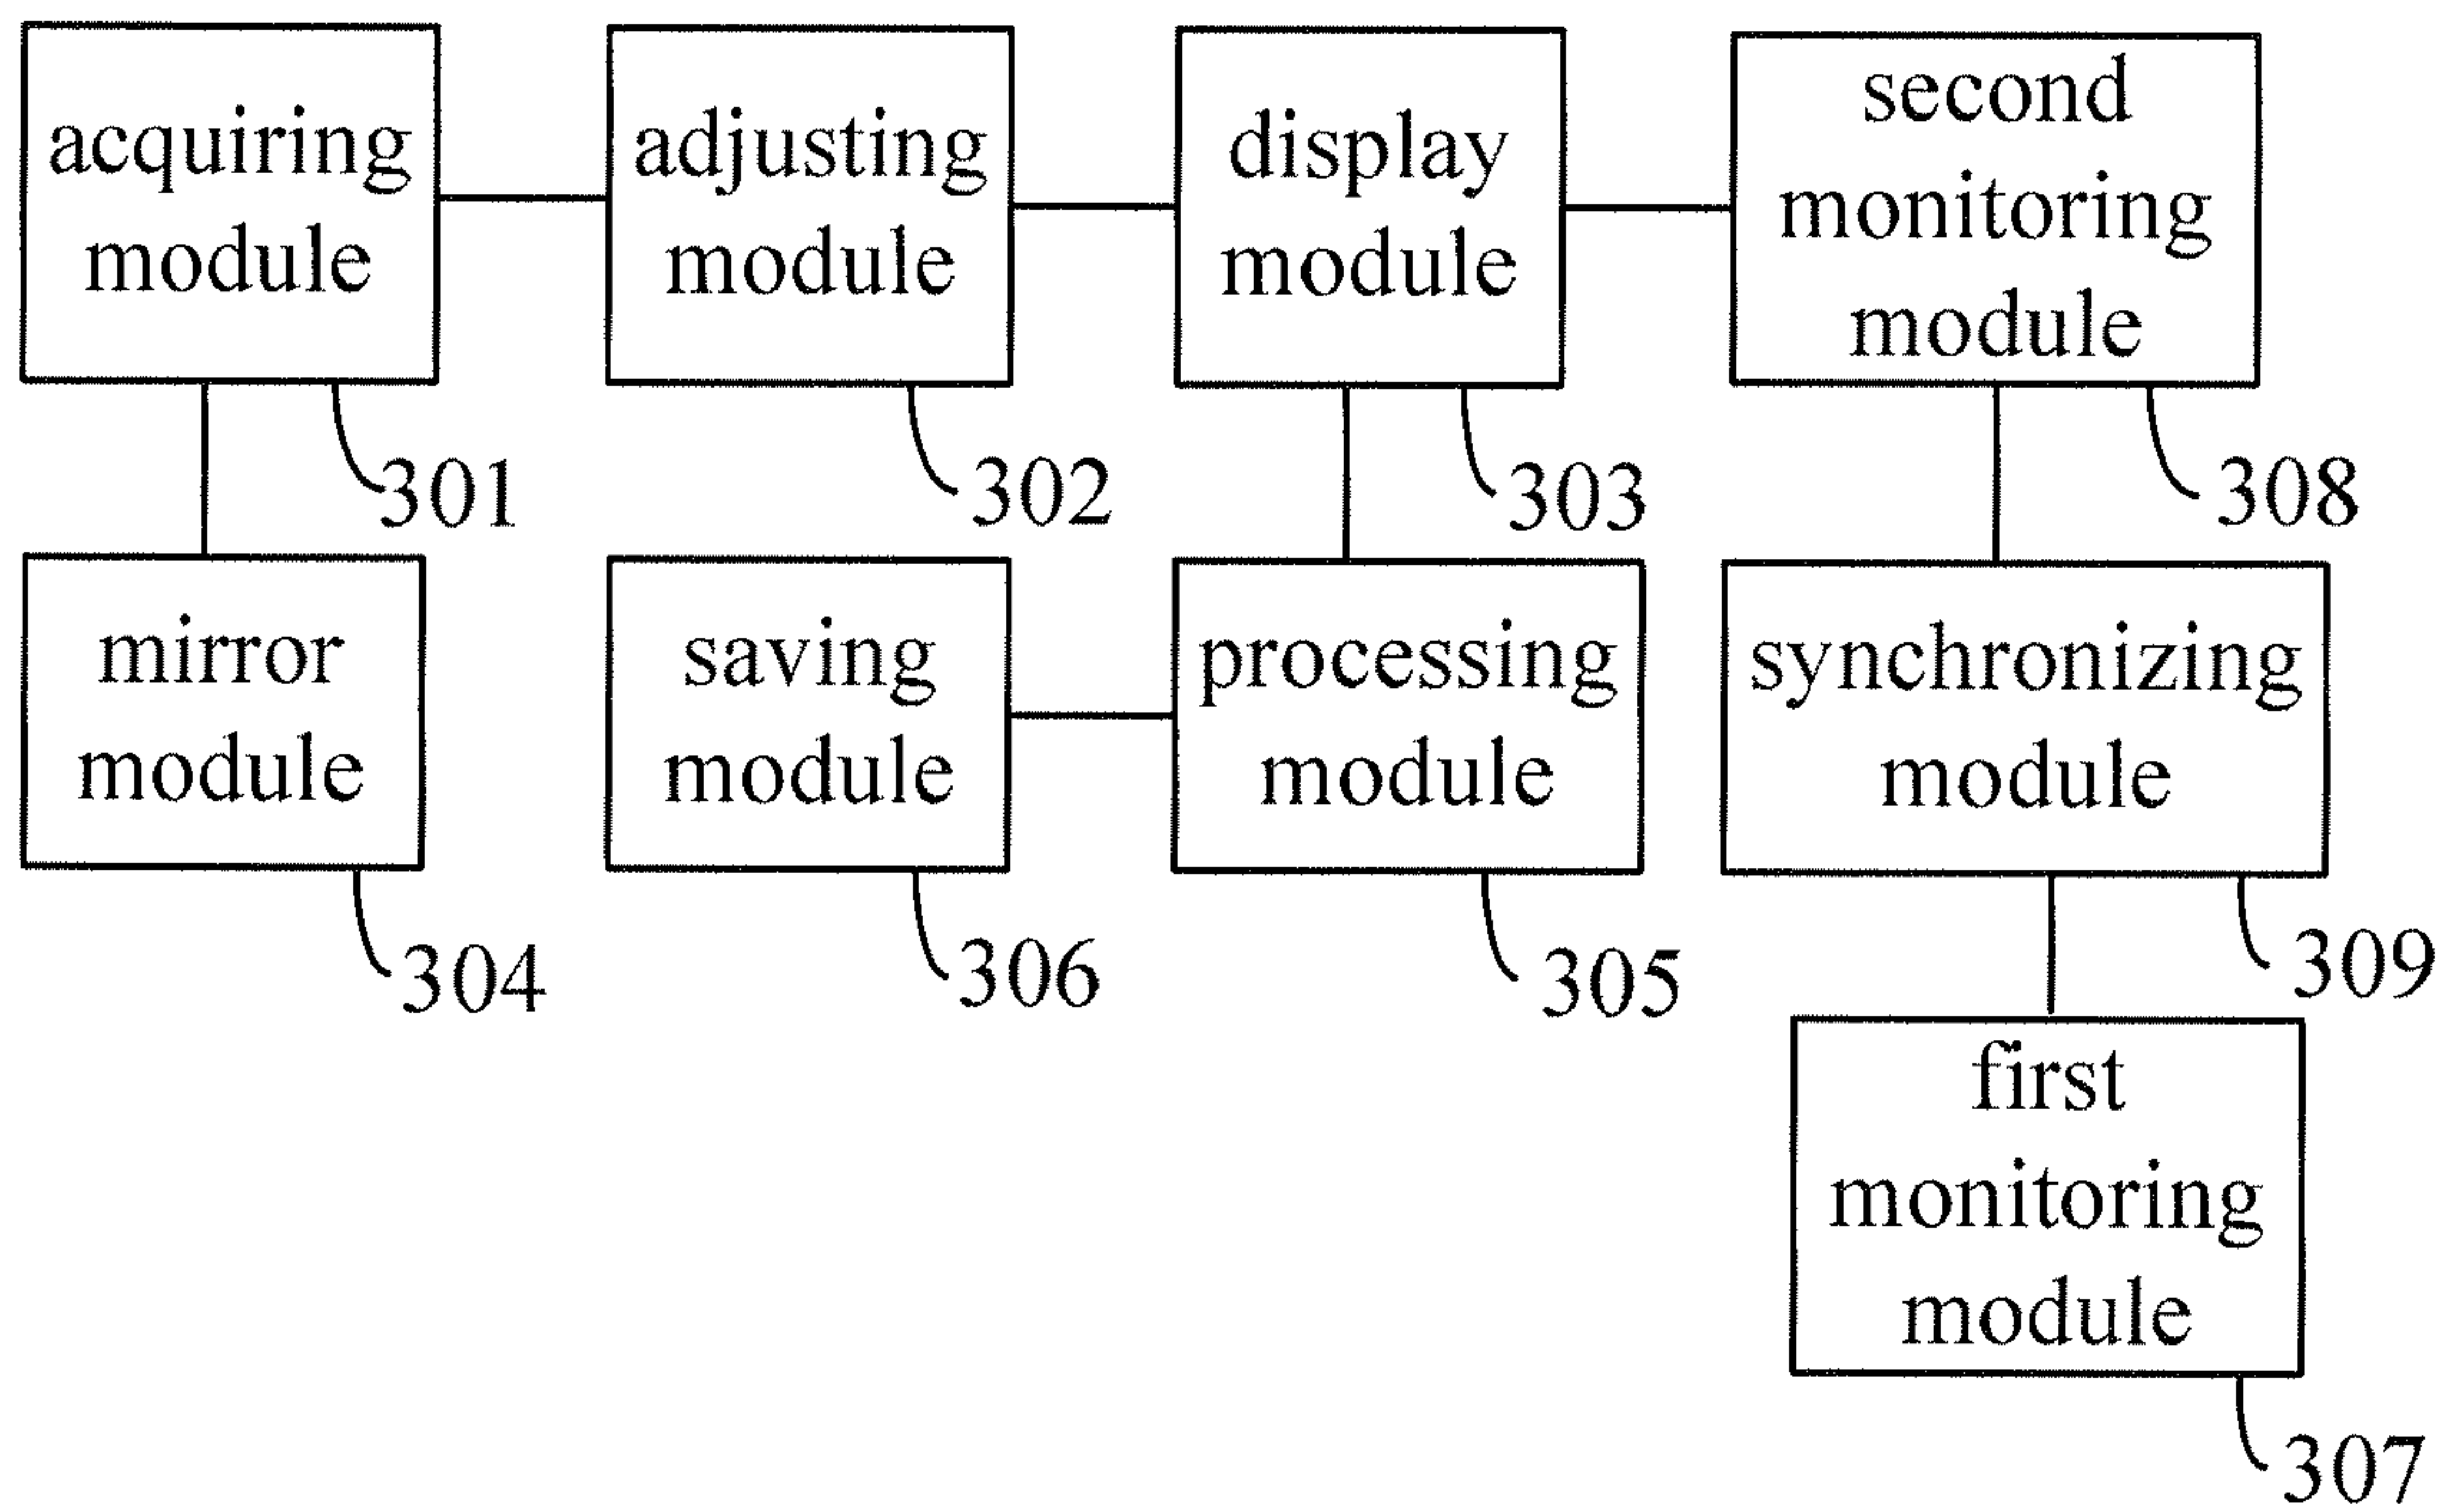 acquiring
module
301
adjusting
module
302
display
module
303
second
monitoring
module
308
mirror
module
304
saving
module
306
processing
module
305
synchronizing
module
309
first
monitoring
module
307